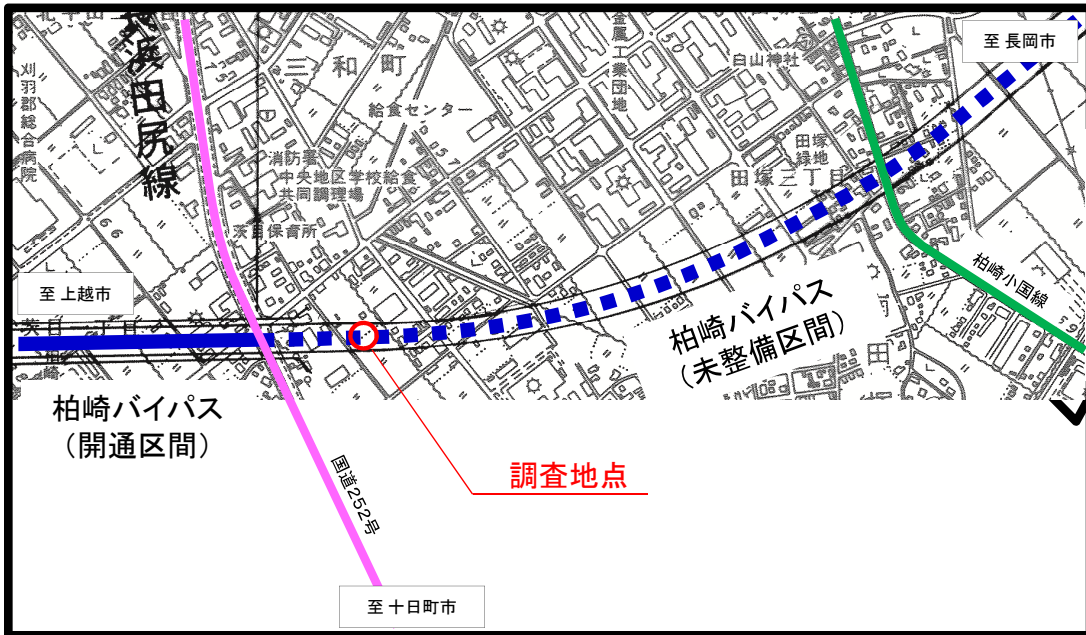 至 長岡市
三和町
金属工業団地
白山神社
浜田尻線
刈羽郡総合病院
給食センター
消防署
中央地区学校給食
共同調理場
茨目保育所
田塚
緑地
田塚三丁目
柏崎小国線
至 上越市
柏崎バイパス
（未整備区間）
田
柏崎バイパス
（開通区間）
国道252号
調査地点
至 十日町市